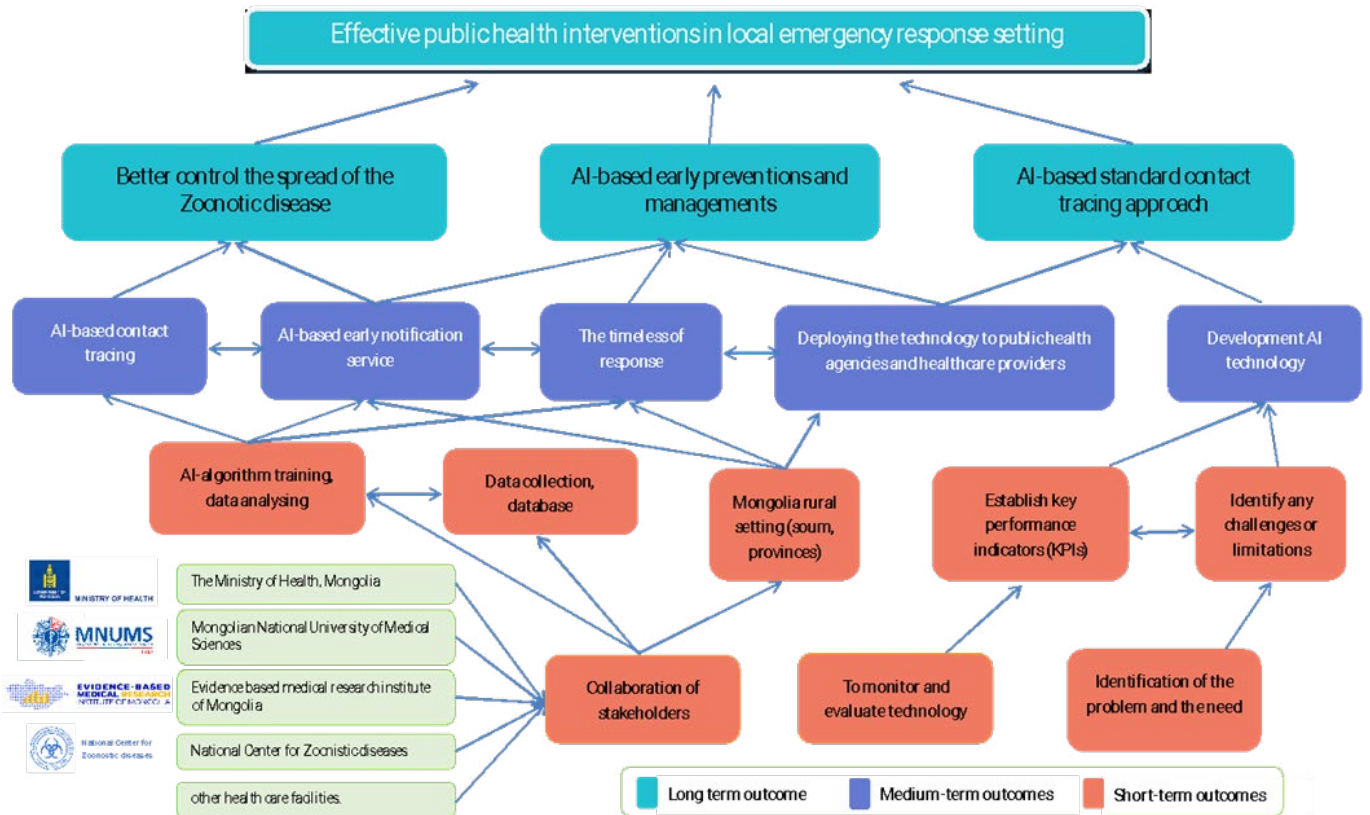 Effective public health interventions in local emergency response setting
Better control the spread of the
Zoonotic disease
AI-based early preventions and
managements
AI-based standard contact
tracing approach
AI-based contact
tracing
AI-based early notification
service
The timeless of
response
Deploying the technology to public health
agencies and healthcare providers
Development AI
technology
AI-algorithm training,
data analysing
Data collection,
database
Mongolia rural
setting (soum,
provinces)
Establish key
performance
indicators (KPIs)
Identify any
challenges or
limitations
MINISTRY OF HEALTH
The Ministry of Health, Mongolia
MNUMS
Mongolian National University of Medical
Sciences
EVIDENCE-BASED
MEDICAL RESEARCH
INSTITUTE OF MONGOLIA
Evidence based medical research institute
of Mongolia
National Center for
Zoonostic diseases
National Center for Zoonistic diseases
other health care facilities.
Collaboration of
stakeholders
To monitor and
evaluate technology
Identification of the
problem and the need
Long term outcome
Medium-term outcomes
Short-term outcomes